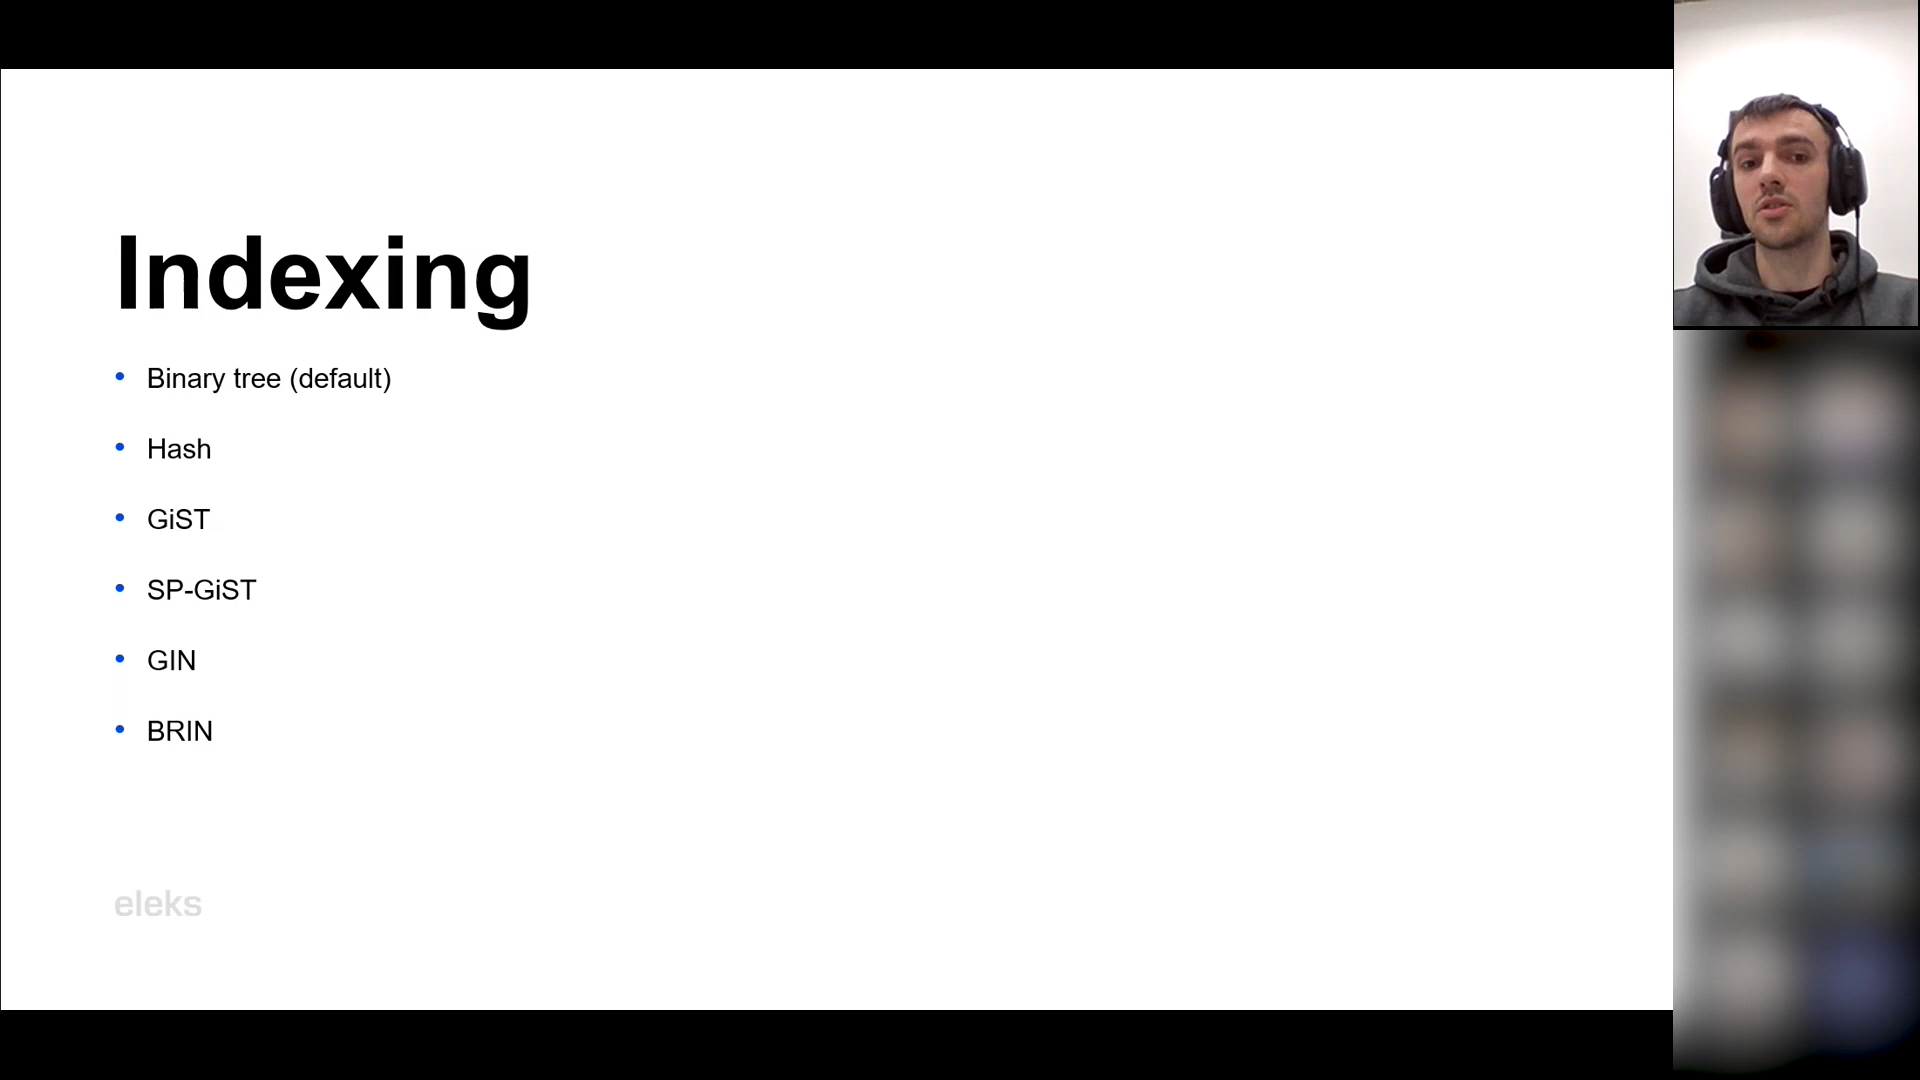 Indexing
Binary tree (default)
Hash
GiST
SP-GiST
GIN
BRIN
eleks